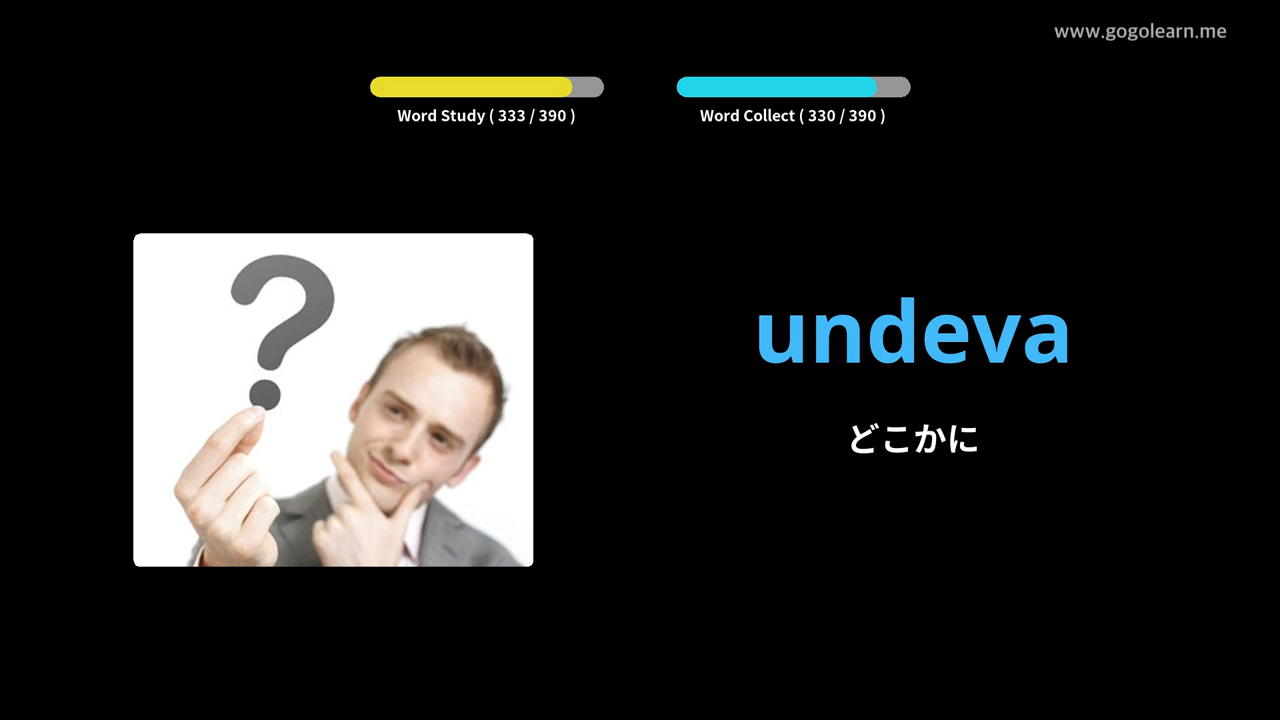 www.gogolearn.me
Word Study ( 333 / 390 )
Word Collect ( 330 / 390 )
?
undeva
どこかに